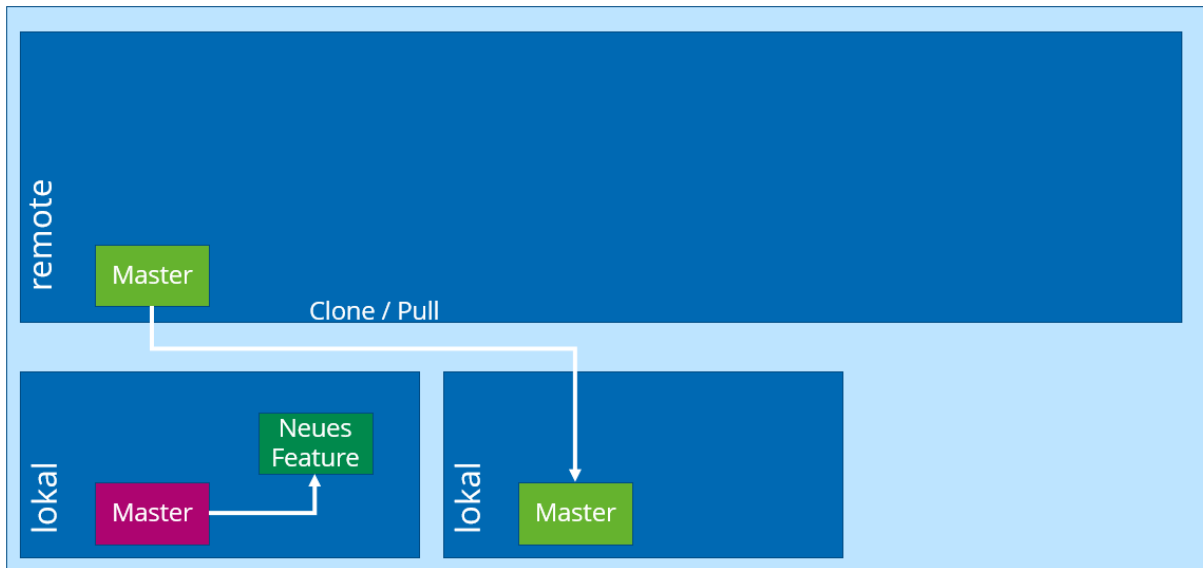 remote
Master
Clone / Pull
lokal
Neues
Feature
Master
lokal
Master